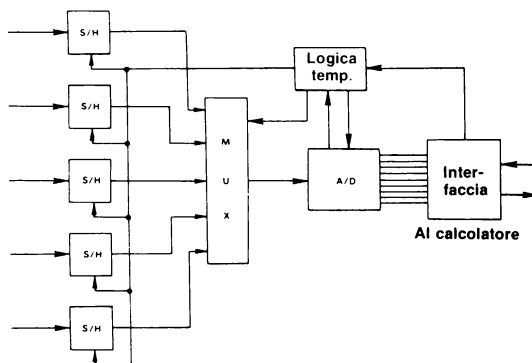 S/H
S/H
S/H
S/H
S/H
M
U
X
Logica
temp.
A/D
Inter-
faccia
Al calcolatore